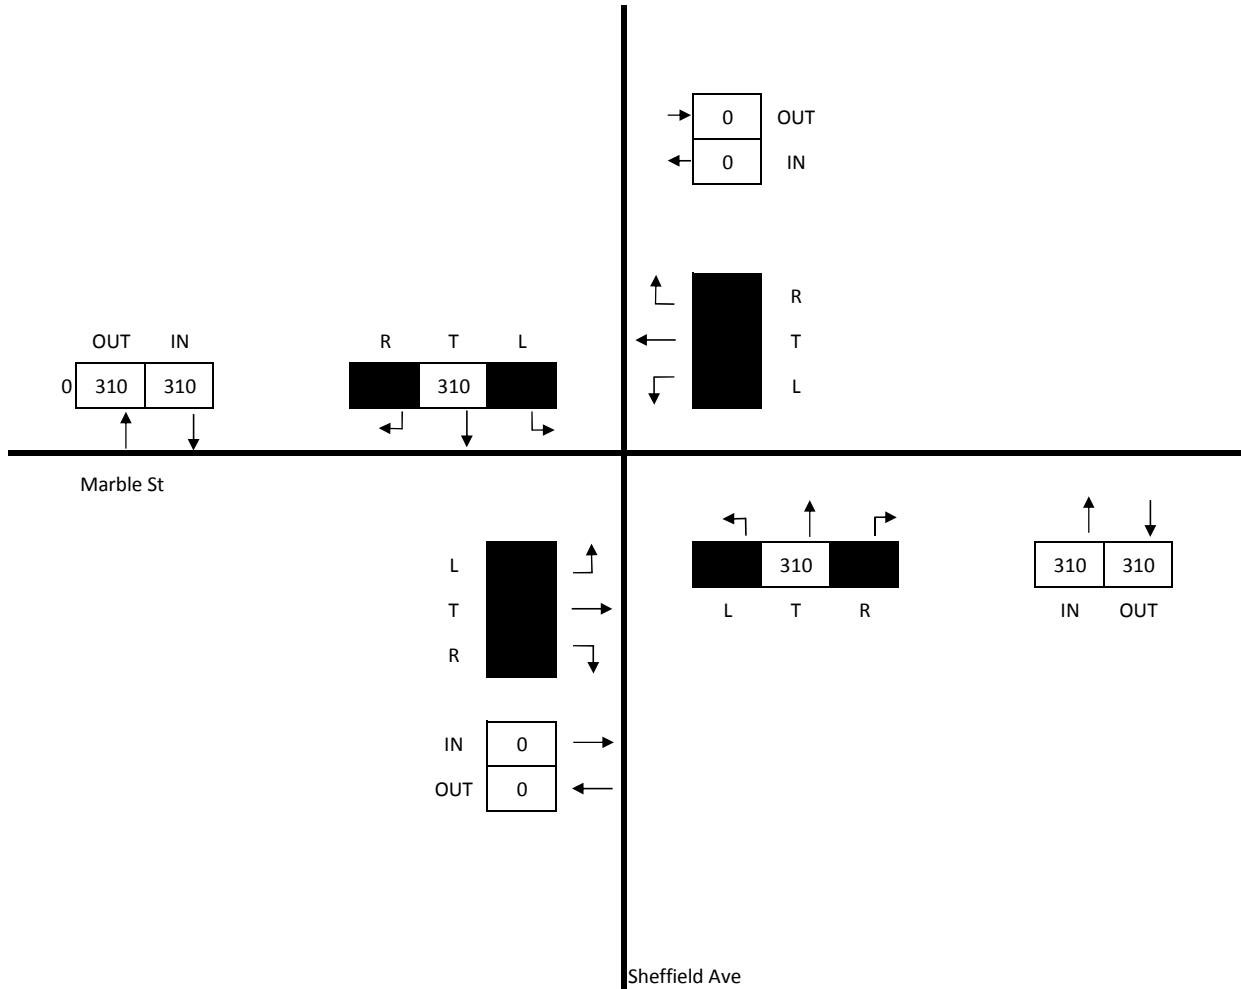 0 OUT
0 IN
R
T
L
OUT IN
R T L
0 310 310
310
Marble St
L
T
R
310
310 310
L T R
IN OUT
IN 0
OUT 0
Sheffield Ave